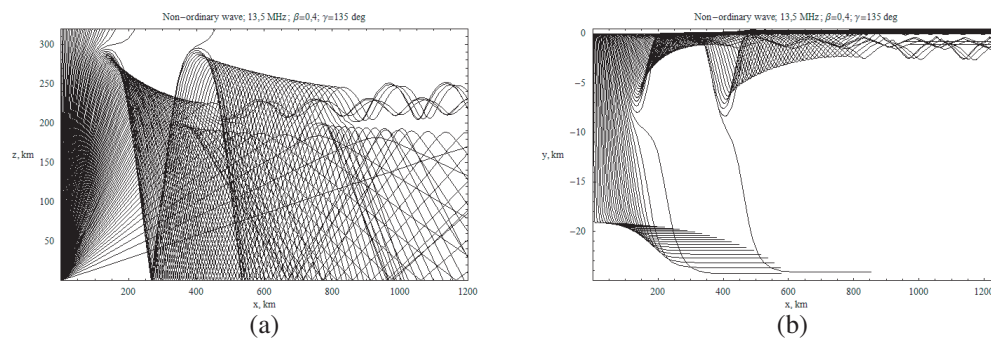 Non−ordinary wave; 13,5 MHz; β=0,4; γ=135 deg
300
250
200
z, km
150
100
50
200 400 600 800 1000 1200
x, km
(a)
Non−ordinary wave; 13,5 MHz; β=0,4; γ=135 deg
0
−5
y, km
−10
−15
−20
200 400 600 800 1000 1200
x, km
(b)